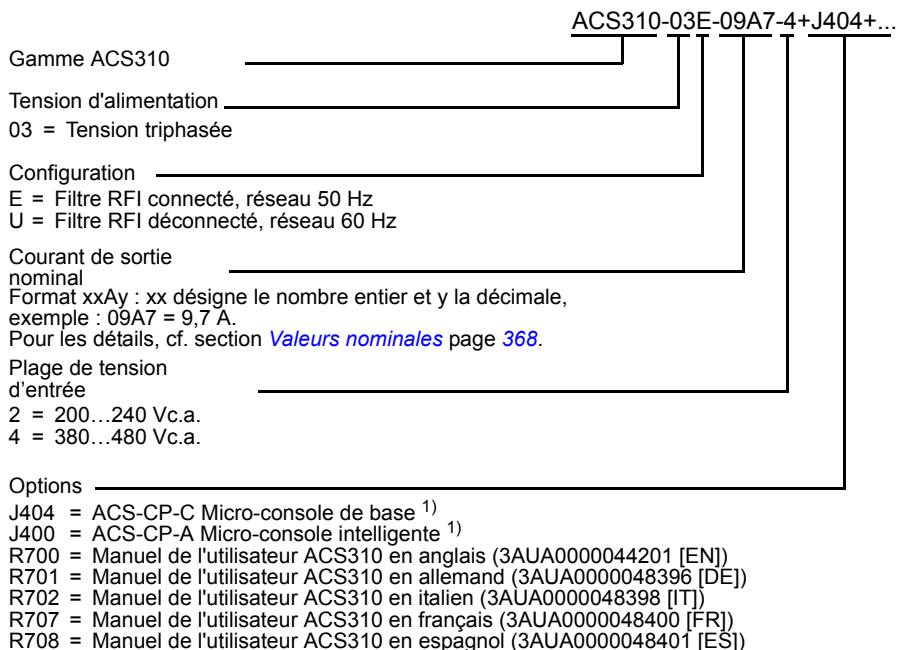 ACS310-03E-09A7-4+J404+...
Gamme ACS310
Tension d'alimentation
03 = Tension triphasée
Configuration
E = Filtre RFI connecté, réseau 50 Hz
U = Filtre RFI déconnecté, réseau 60 Hz
Courant de sortie
nominal
Format xxAy : xx désigne le nombre entier et y la décimale,
exemple : 09A7 = 9,7 A.
Pour les détails, cf. section Valeurs nominales page 368.
Plage de tension
d'entrée
2 = 200…240 Vc.a.
4 = 380…480 Vc.a.
Options
J404 = ACS-CP-C Micro-console de base 1)
J400 = ACS-CP-A Micro-console intelligente 1)
R700 = Manuel de l'utilisateur ACS310 en anglais (3AUA0000044201 [EN])
R701 = Manuel de l'utilisateur ACS310 en allemand (3AUA0000048396 [DE])
R702 = Manuel de l'utilisateur ACS310 en italien (3AUA0000048398 [IT])
R707 = Manuel de l'utilisateur ACS310 en français (3AUA0000048400 [FR])
R708 = Manuel de l'utilisateur ACS310 en espagnol (3AUA0000048401 [ES])